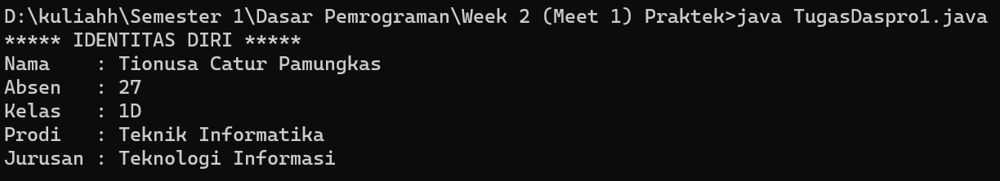 D:\kuliahh\Semester 1\Dasar Pemrograman\Week 2 (Meet 1) Praktek>java TugasDaspro1.java
***** IDENTITAS DIRI *****
Nama    : Tionusa Catur Pamungkas
Absen   : 27
Kelas   : 1D
Prodi   : Teknik Informatika
Jurusan : Teknologi Informasi